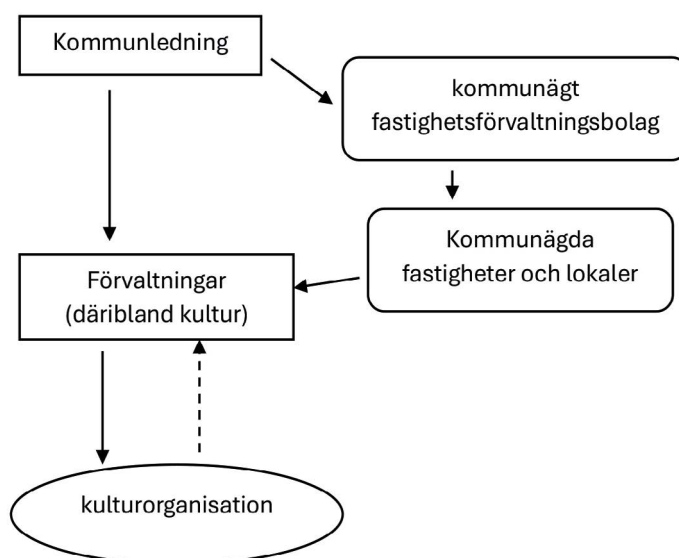 Kommunledning
kommunägt
fastighetsförvaltningsbolag
Kommunägda
fastigheter och lokaler
Förvaltningar
(däribland kultur)
kulturorganisation